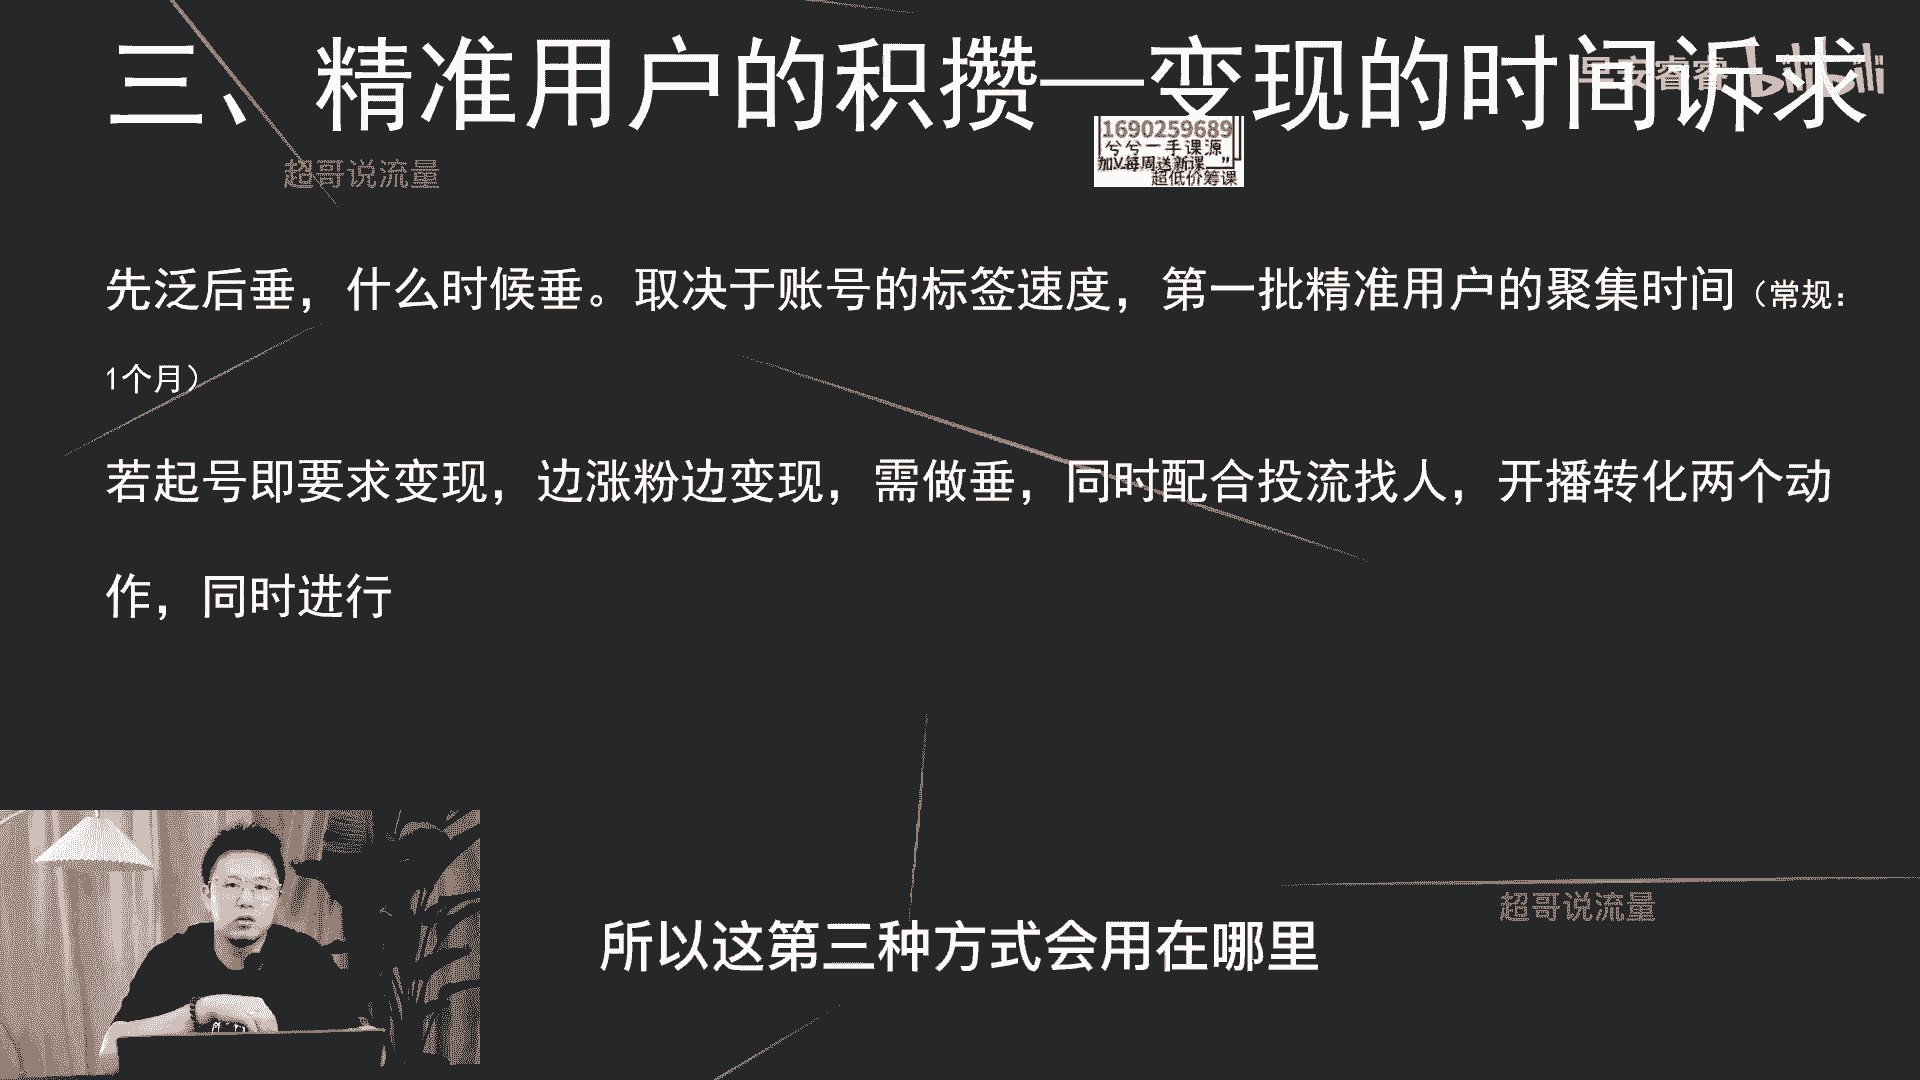 三、精准用户的积攒—变现的时间诉求
早安睿睿 bilibili
1690259689
兮兮一手课源
加V每周送新课
超低价筹课
超哥说流量
先泛后垂，什么时候垂。取决于账号的标签速度，第一批精准用户的聚集时间（常规：
1个月）
若起号即要求变现，边涨粉边变现，需做垂，同时配合投流找人，开播转化两个动
作，同时进行
超哥说流量
所以这第三种方式会用在哪里